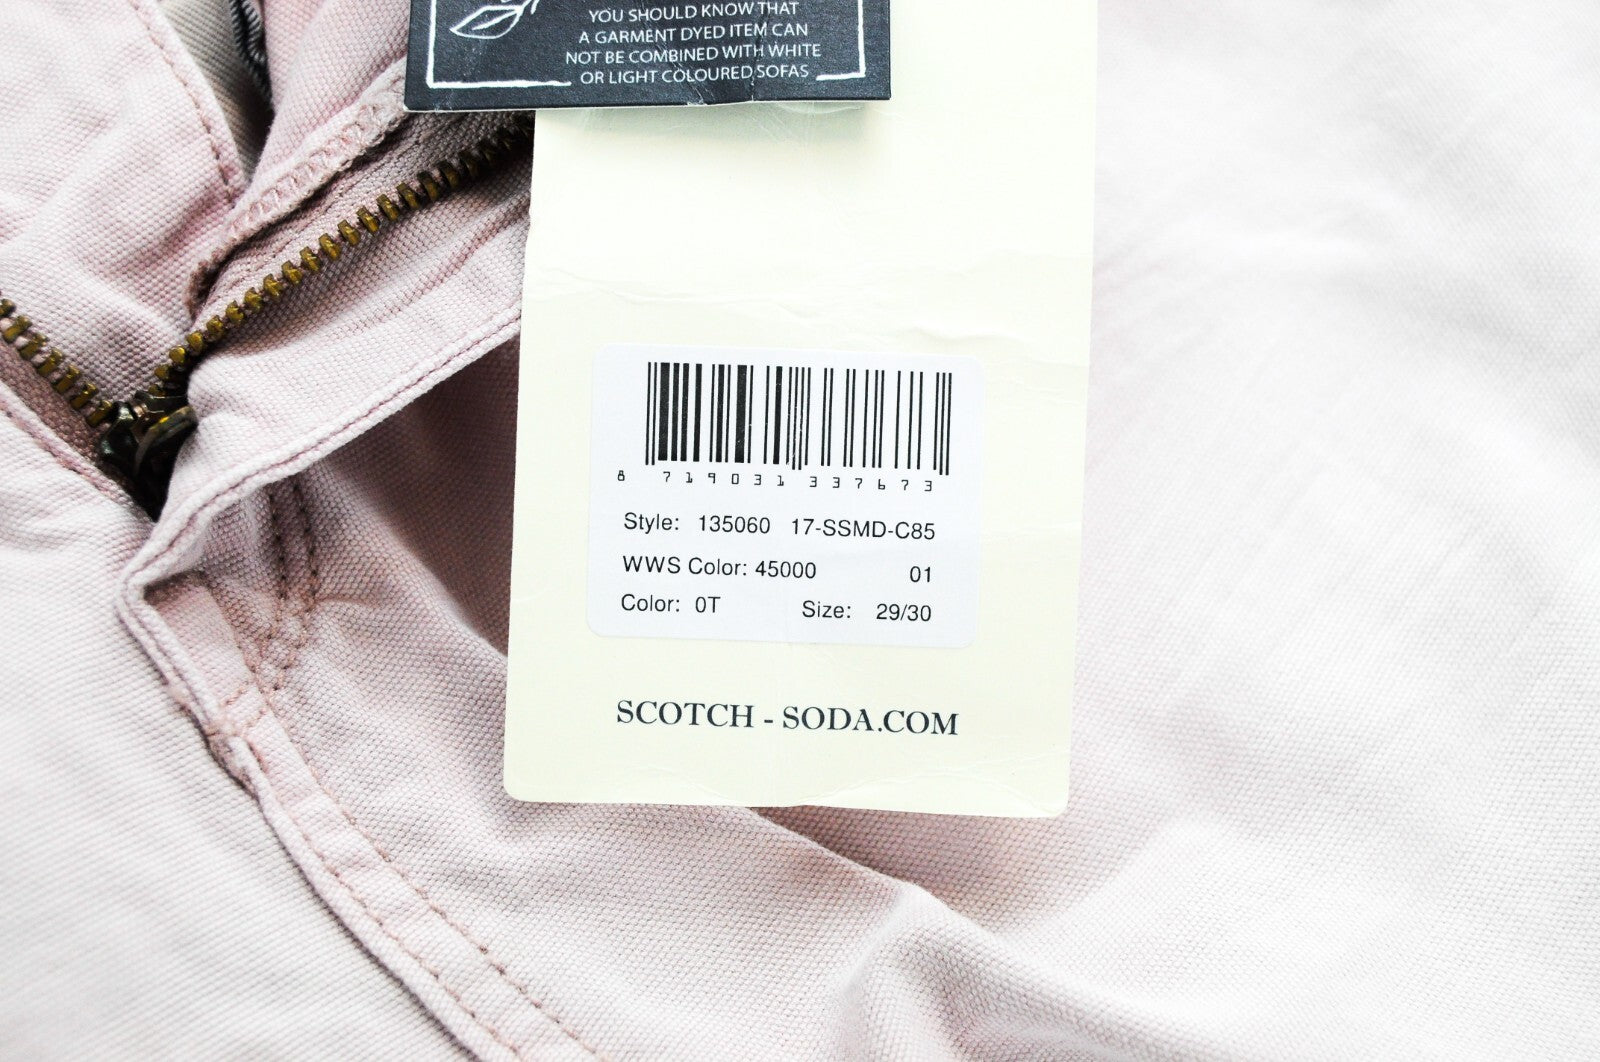 YOU SHOULD KNOW THAT
A GARMENT DYED ITEM CAN
NOT BE COMBINED WITH WHITE
OR LIGHT COLOURED SOFAS
8 719031 337673
Style: 135060 17-SSMD-C85
WWS Color: 45000 01
Color: 0T Size: 29/30
SCOTCH - SODA.COM